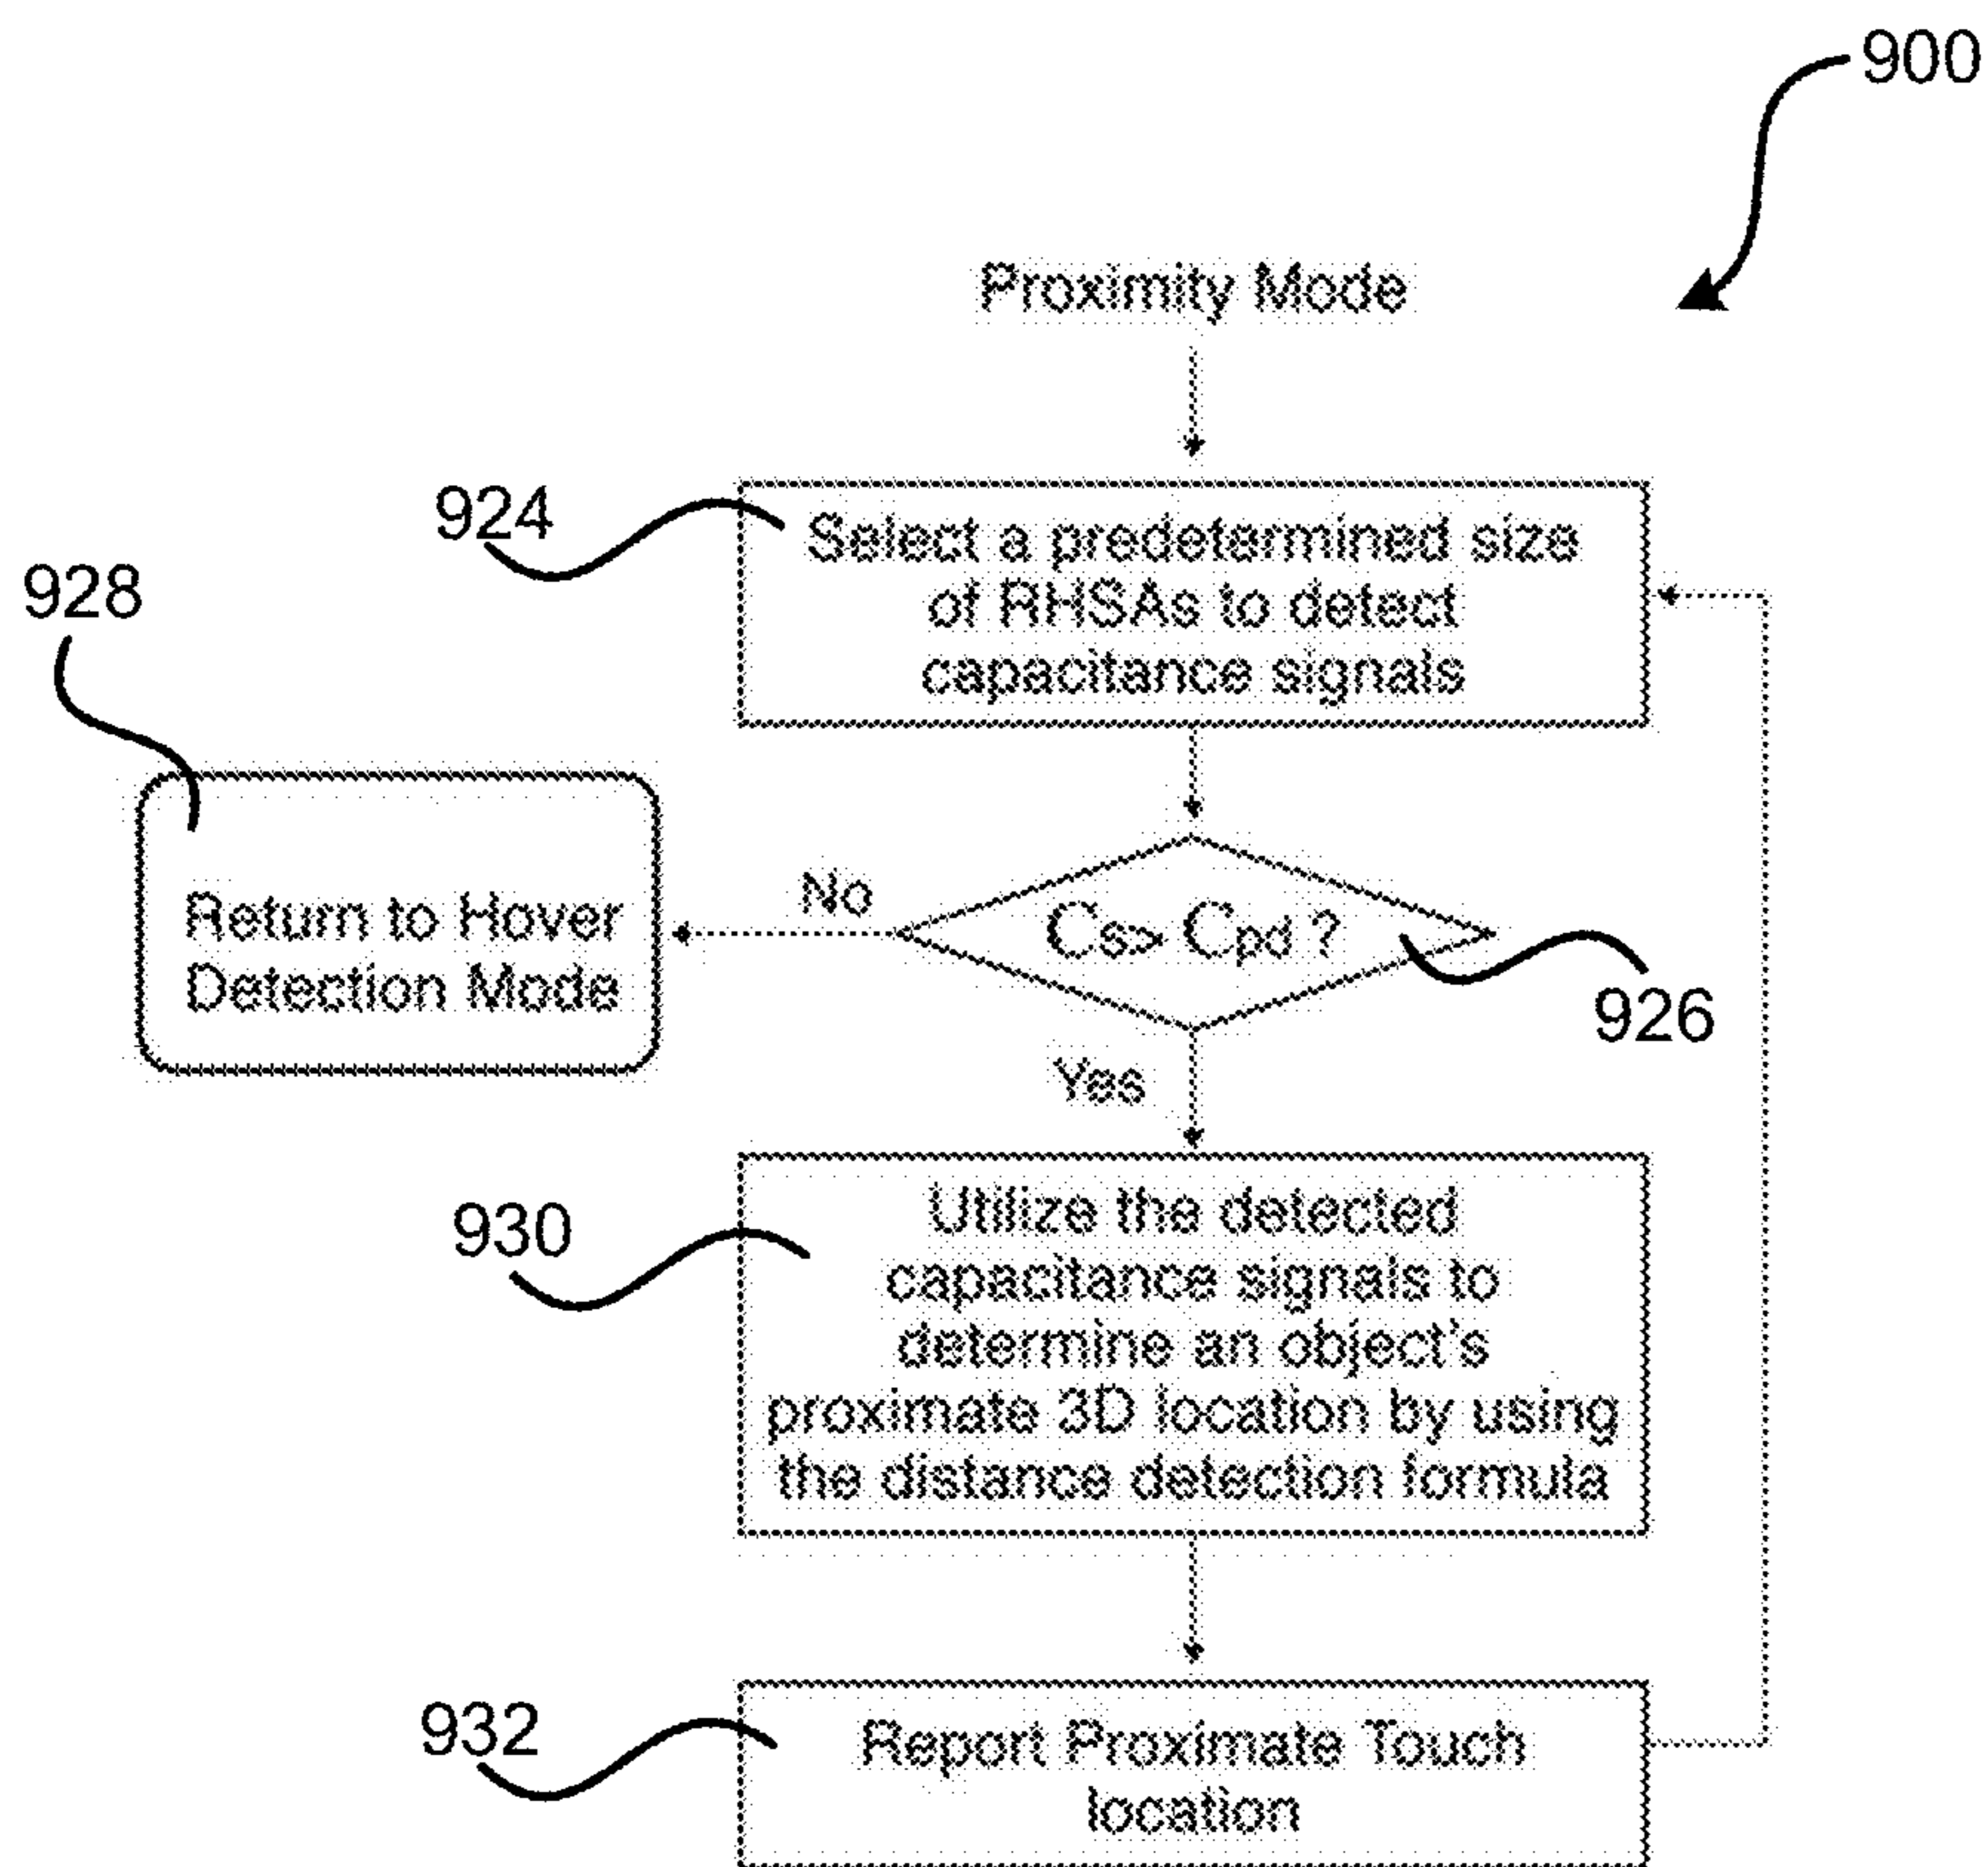 900
Proximity Mode
924
Select a predetermined size
of RHSAs to detect
capacitance signals
928
Return to Hover
Detection Mode
No
Cs> Cpd ?
926
Yes
930
Utilize the detected
capacitance signals to
determine an object's
proximate 3D location by using
the distance detection formula
932
Report Proximate Touch
location